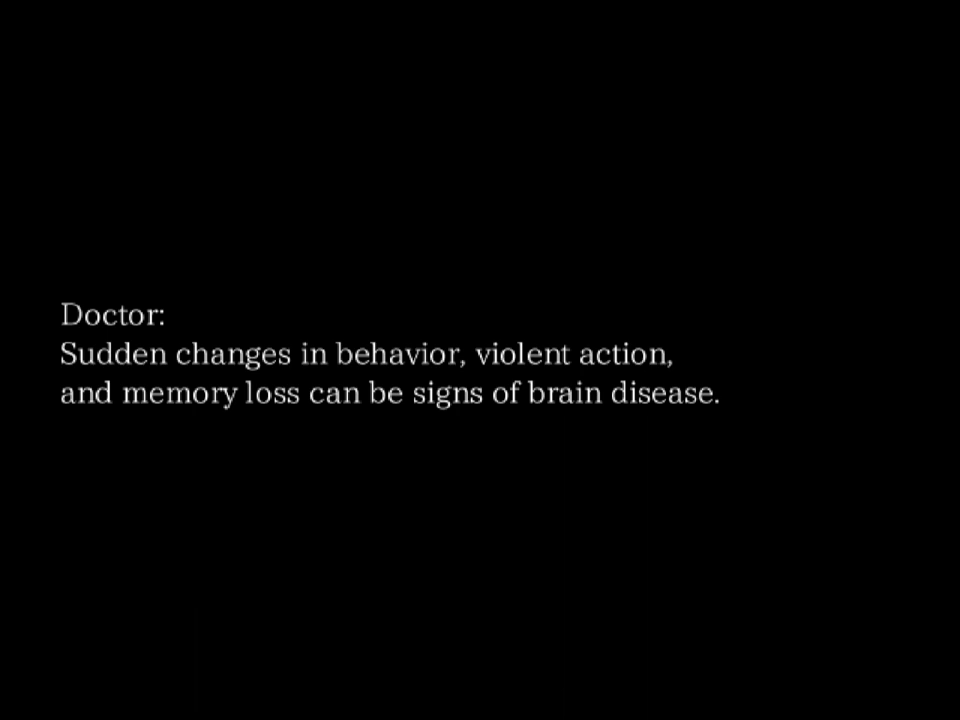 Doctor:
Sudden changes in behavior, violent action,
and memory loss can be signs of brain disease.